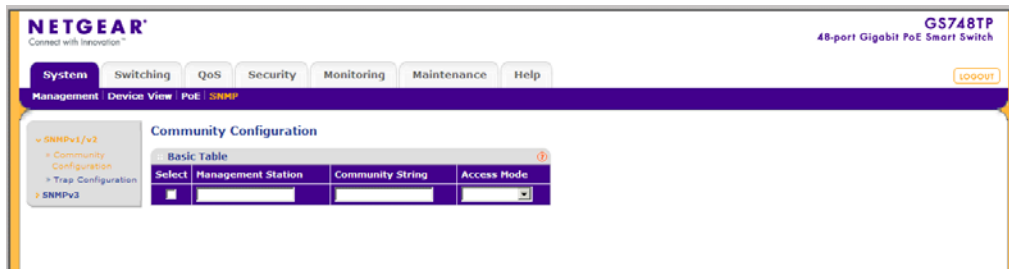 NETGEAR®
Connect with Innovation™
GS748TP
48-port Gigabit PoE Smart Switch
System Switching QoS Security Monitoring Maintenance Help
LOGOUT
Management Device View PoE SNMP
SNMPv1/v2
Community
Configuration
Trap Configuration
SNMPv3
Community Configuration
Basic Table ?
Select Management Station Community String Access Mode